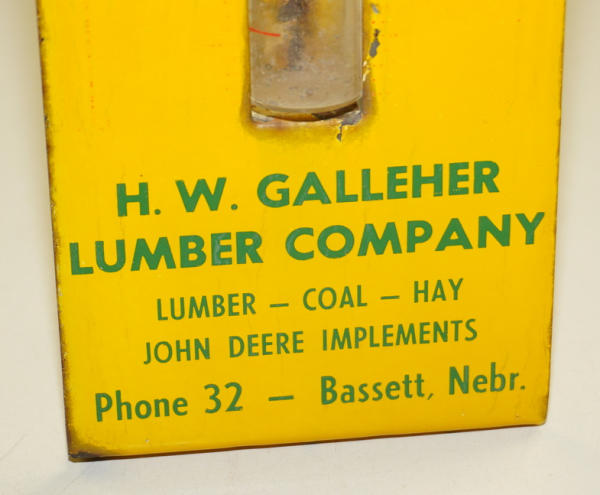 H. W. GALLEHER
LUMBER COMPANY
LUMBER – COAL – HAY
JOHN DEERE IMPLEMENTS
Phone 32 – Bassett, Nebr.